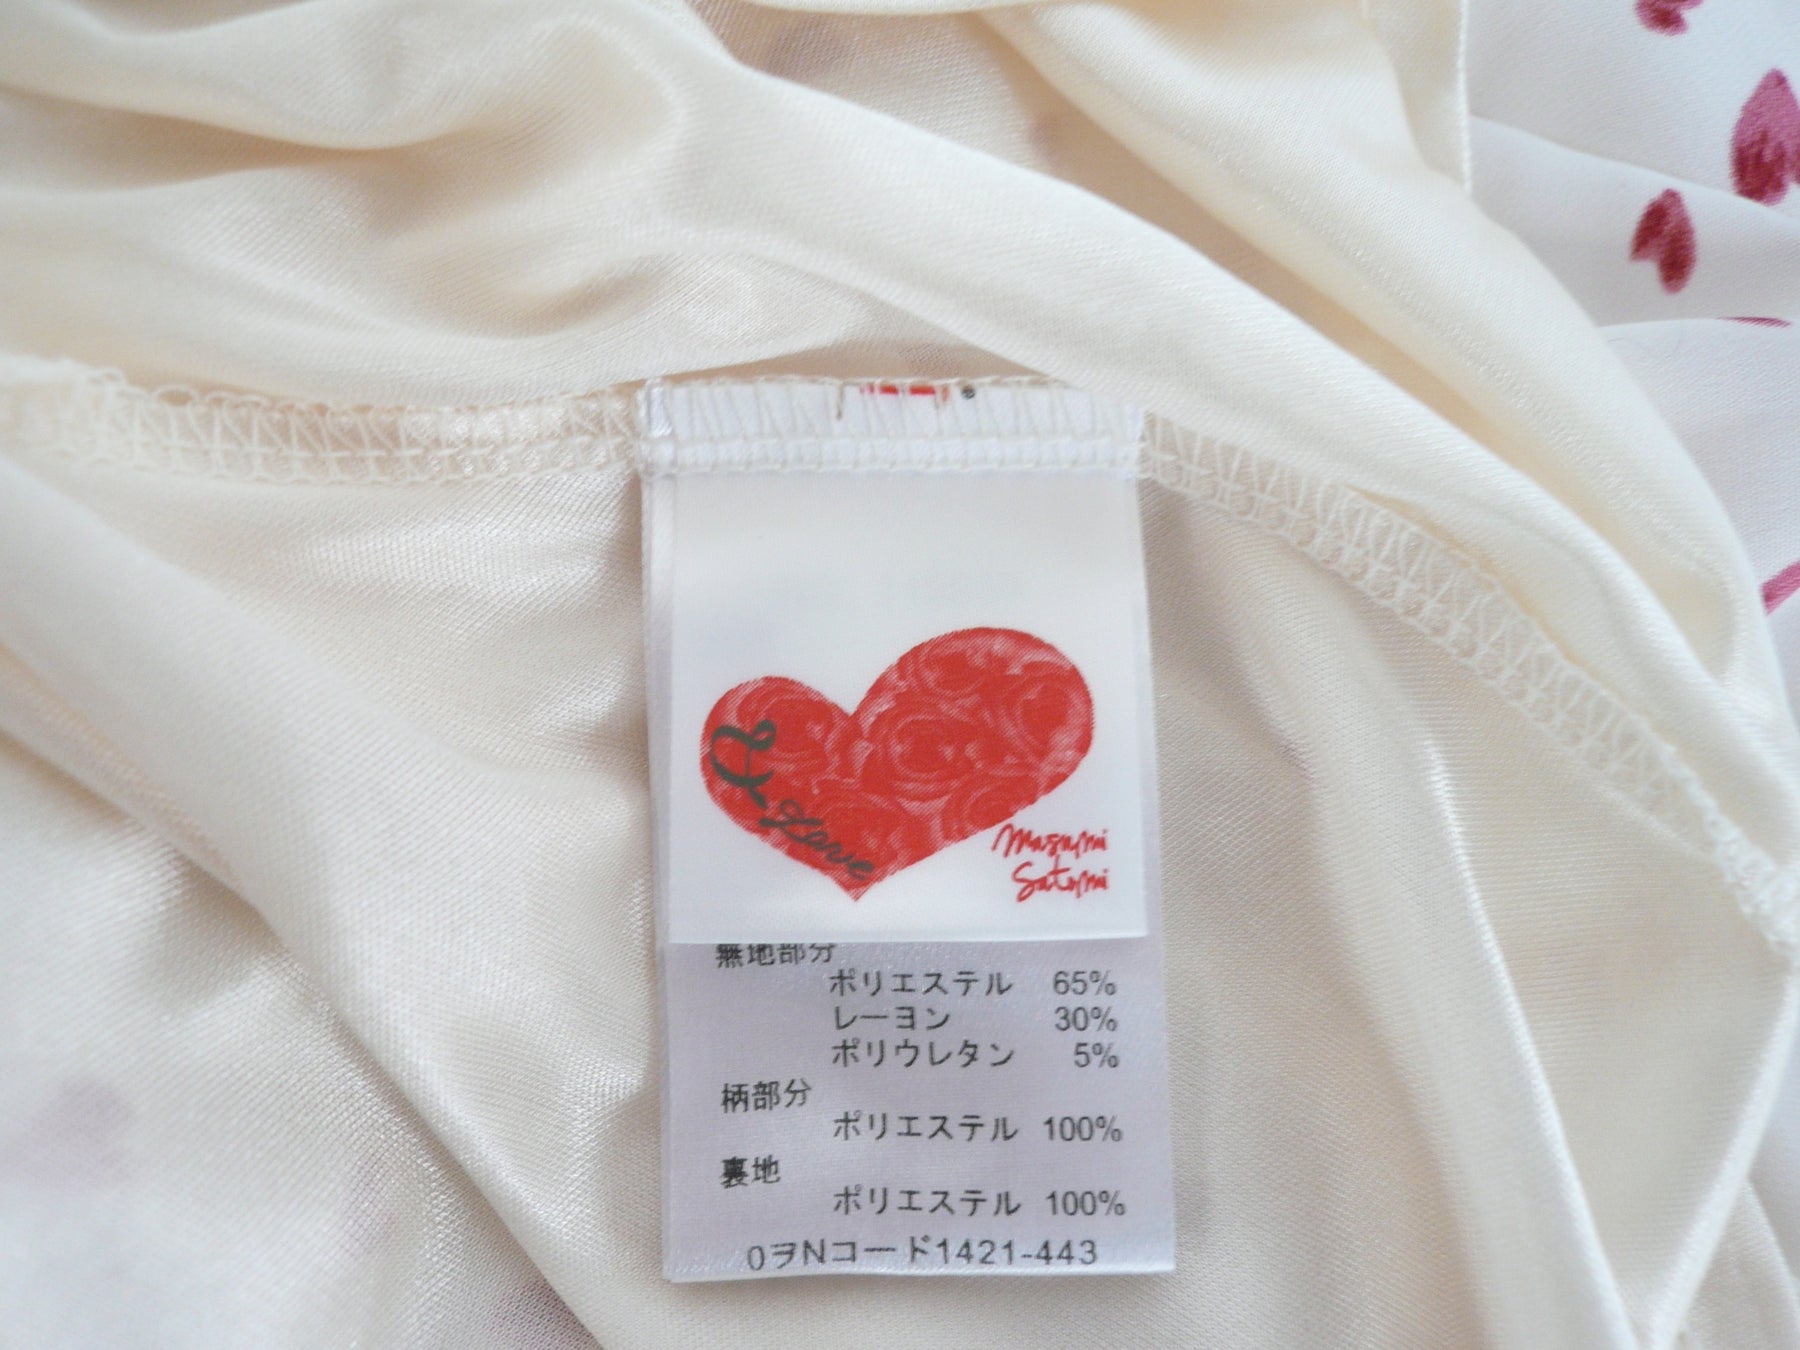 Love
Masami
Satomi
無地部分
ポリエステル 65%
レーヨン 30%
ポリウレタン 5%
柄部分
ポリエステル 100%
裏地
ポリエステル 100%
0ヲNコード1421-443